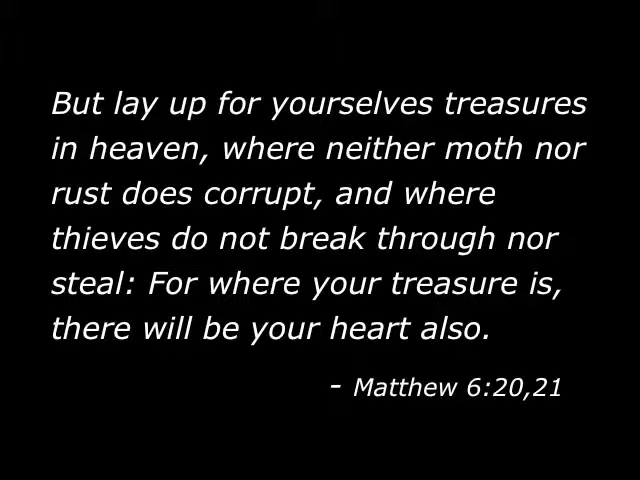 But lay up for yourselves treasures
in heaven, where neither moth nor
rust does corrupt, and where
thieves do not break through nor
steal: For where your treasure is,
there will be your heart also.
- Matthew 6:20,21